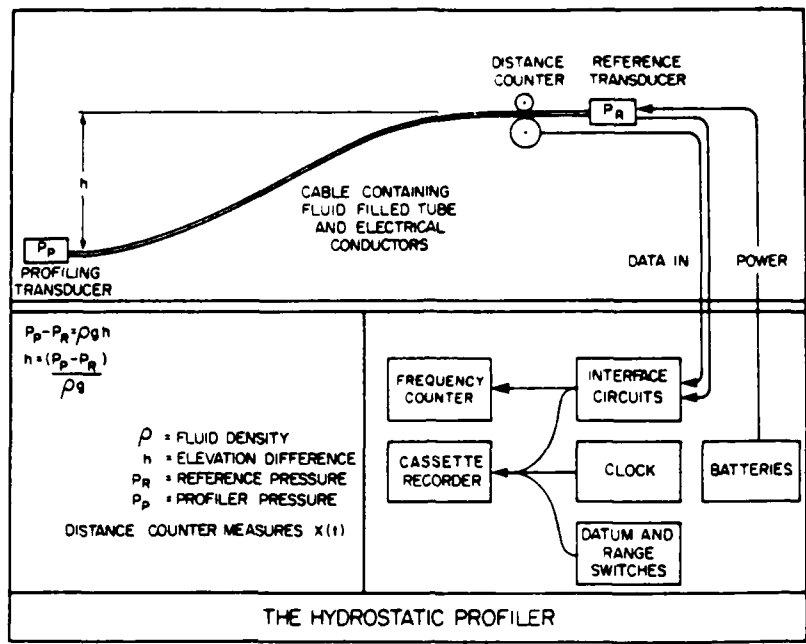 DISTANCE
COUNTER
REFERENCE
TRANSDUCER
P_R
h
CABLE CONTAINING
FLUID FILLED TUBE
AND ELECTRICAL
CONDUCTORS
P_P
PROFILING
TRANSDUCER
DATA IN
POWER
P_P-P_R=ρgh
h=(P_P-P_R)
ρg
ρ = FLUID DENSITY
h = ELEVATION DIFFERENCE
P_R = REFERENCE PRESSURE
P_P = PROFILER PRESSURE
DISTANCE COUNTER MEASURES X(t)
FREQUENCY
COUNTER
INTERFACE
CIRCUITS
CASSETTE
RECORDER
CLOCK
BATTERIES
DATUM AND
RANGE
SWITCHES
THE HYDROSTATIC PROFILER